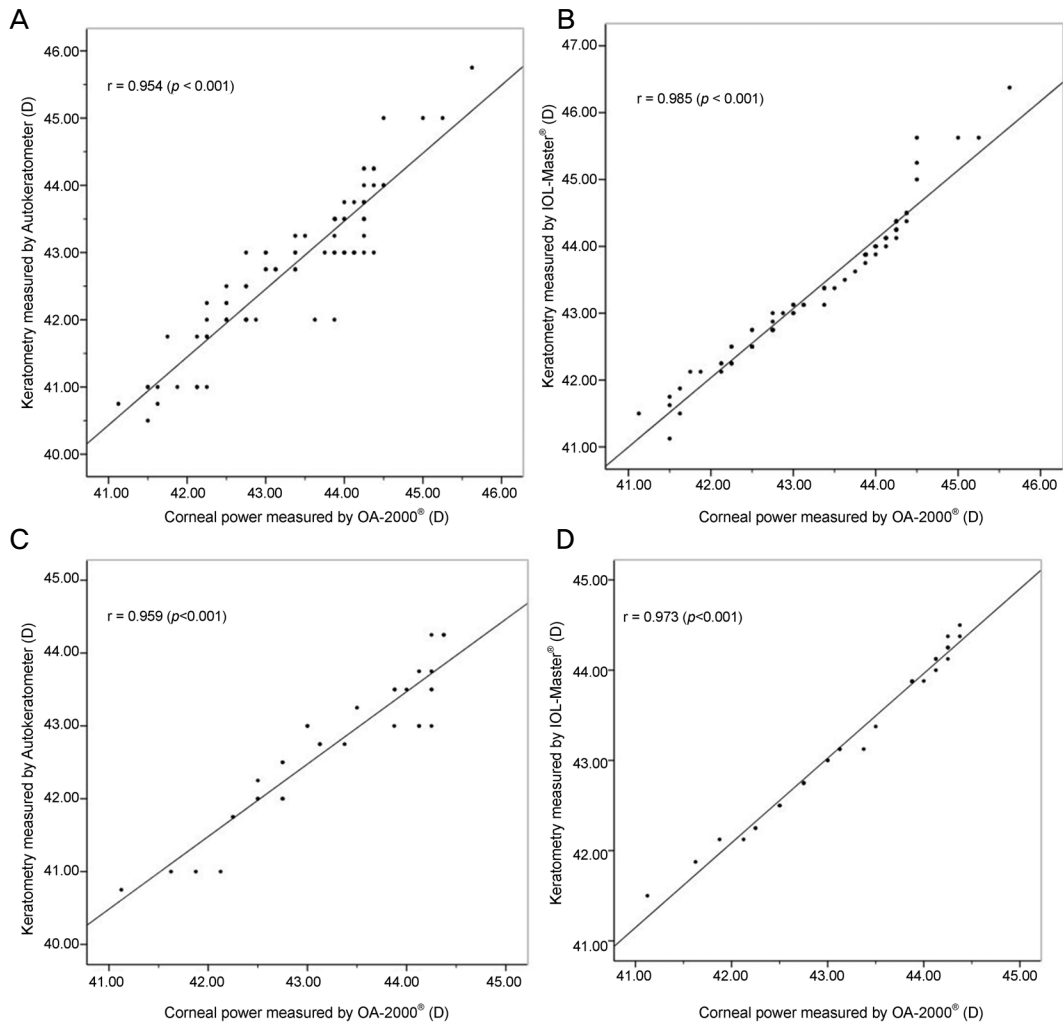 A
46.00
45.00
44.00
43.00
42.00
41.00
40.00
r = 0.954 (p < 0.001)
Keratometry measured by Autokeratometer (D)
41.00 42.00 43.00 44.00 45.00 46.00
Corneal power measured by OA-2000® (D)
B
47.00
46.00
45.00
44.00
43.00
42.00
41.00
r = 0.985 (p < 0.001)
Keratometry measured by IOL-Master® (D)
41.00 42.00 43.00 44.00 45.00 46.00
Corneal power measured by OA-2000® (D)
C
45.00
44.00
43.00
42.00
41.00
40.00
r = 0.959 (p<0.001)
Keratometry measured by Autokeratometer (D)
41.00 42.00 43.00 44.00 45.00
Corneal power measured by OA-2000® (D)
D
45.00
44.00
43.00
42.00
41.00
r = 0.973 (p<0.001)
Keratometry measured by IOL-Master® (D)
41.00 42.00 43.00 44.00 45.00
Corneal power measured by OA-2000® (D)